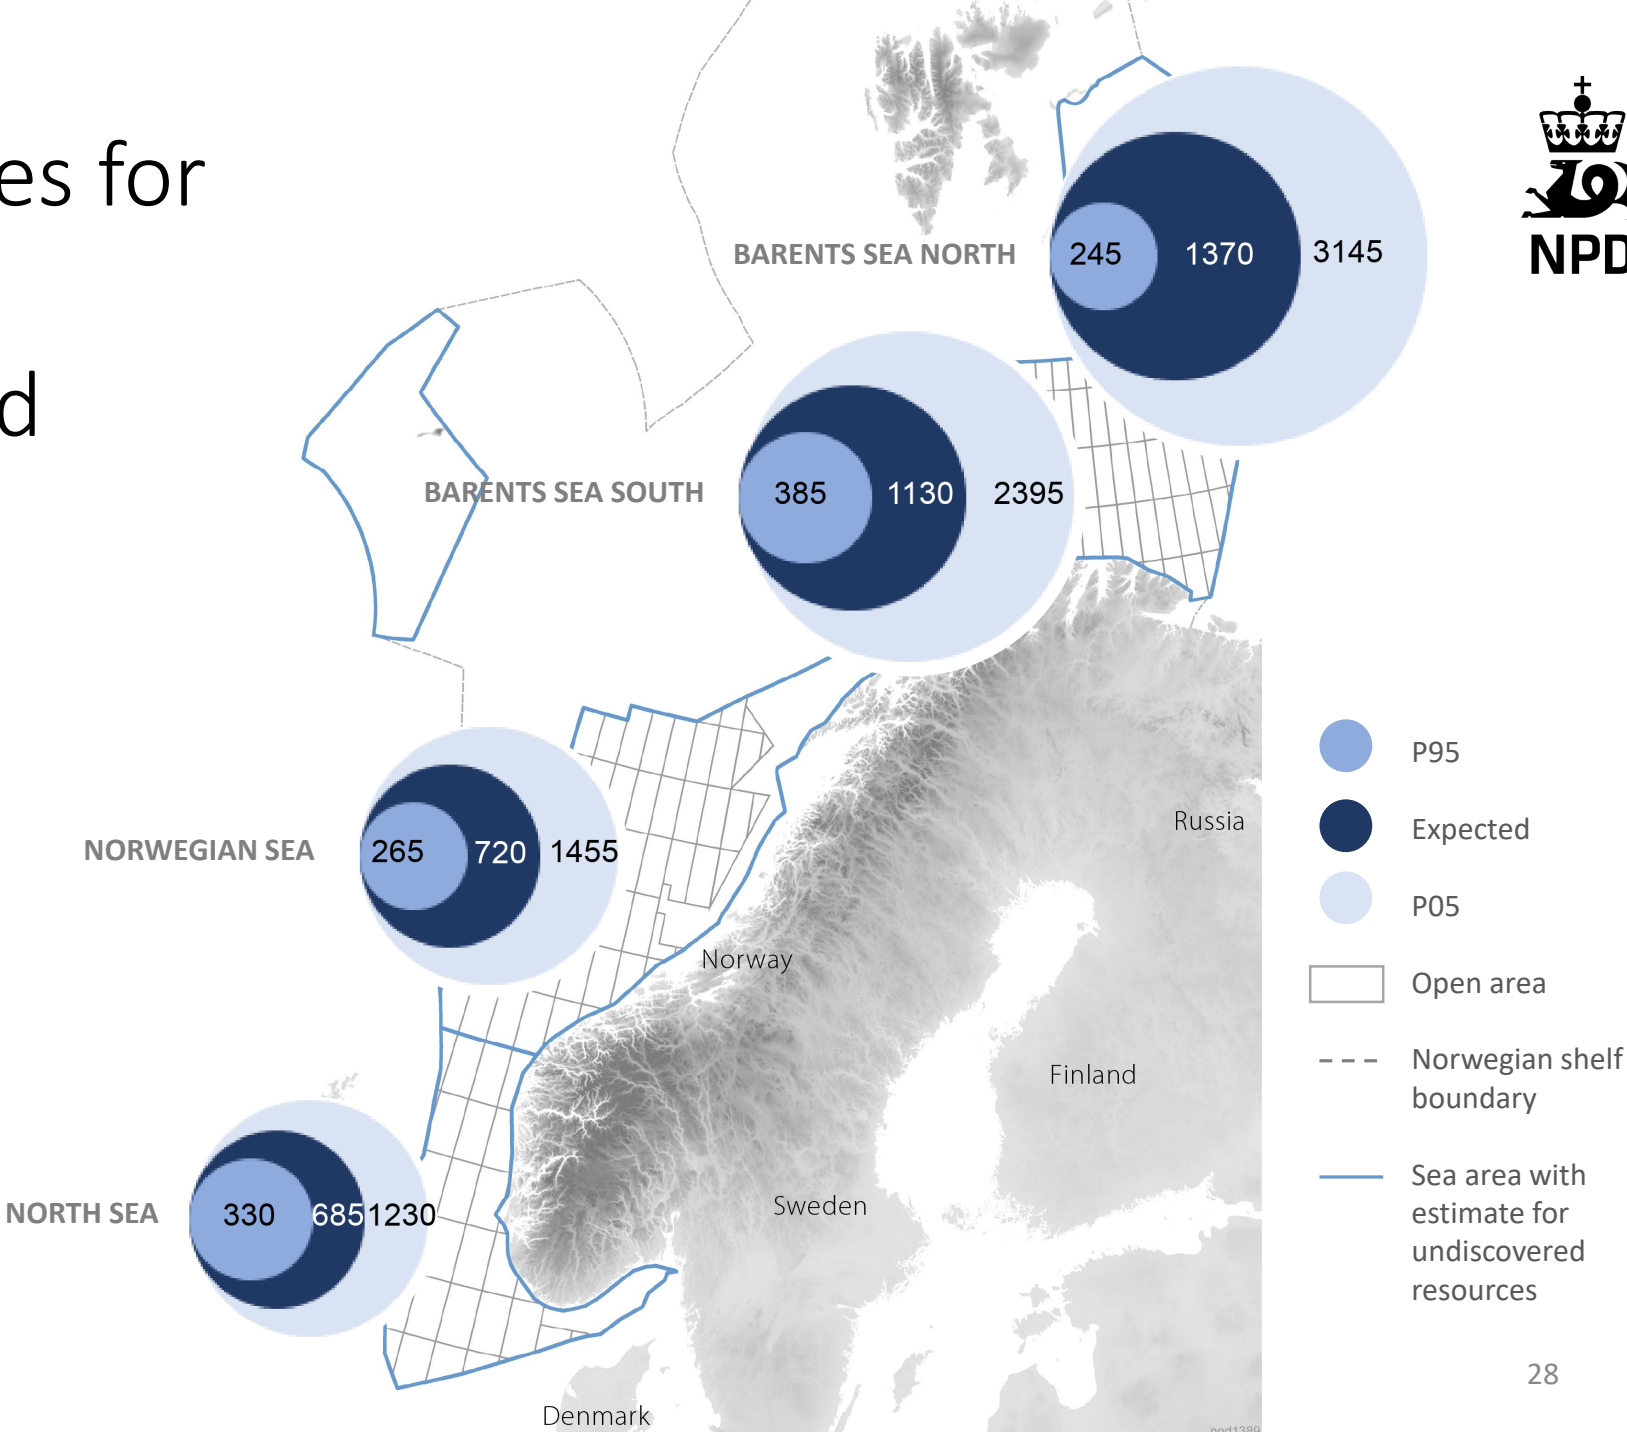 es for
d
NPD
BARENTS SEA NORTH
245 1370 3145
BARENTS SEA SOUTH
385 1130 2395
NORWEGIAN SEA
265 720 1455
NORTH SEA
330 685 1230
Norway
Russia
Finland
Sweden
Denmark
P95
Expected
P05
Open area
Norwegian shelf
boundary
Sea area with
estimate for
undiscovered
resources
28
npd1389